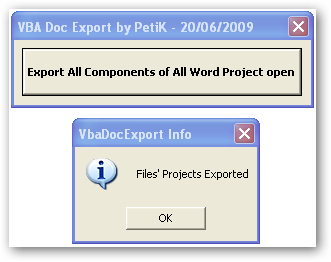 VBA Doc Export by PetiK - 20/06/2009
Export All Components of All Word Project open
VbaDocExport Info
Files' Projects Exported
OK